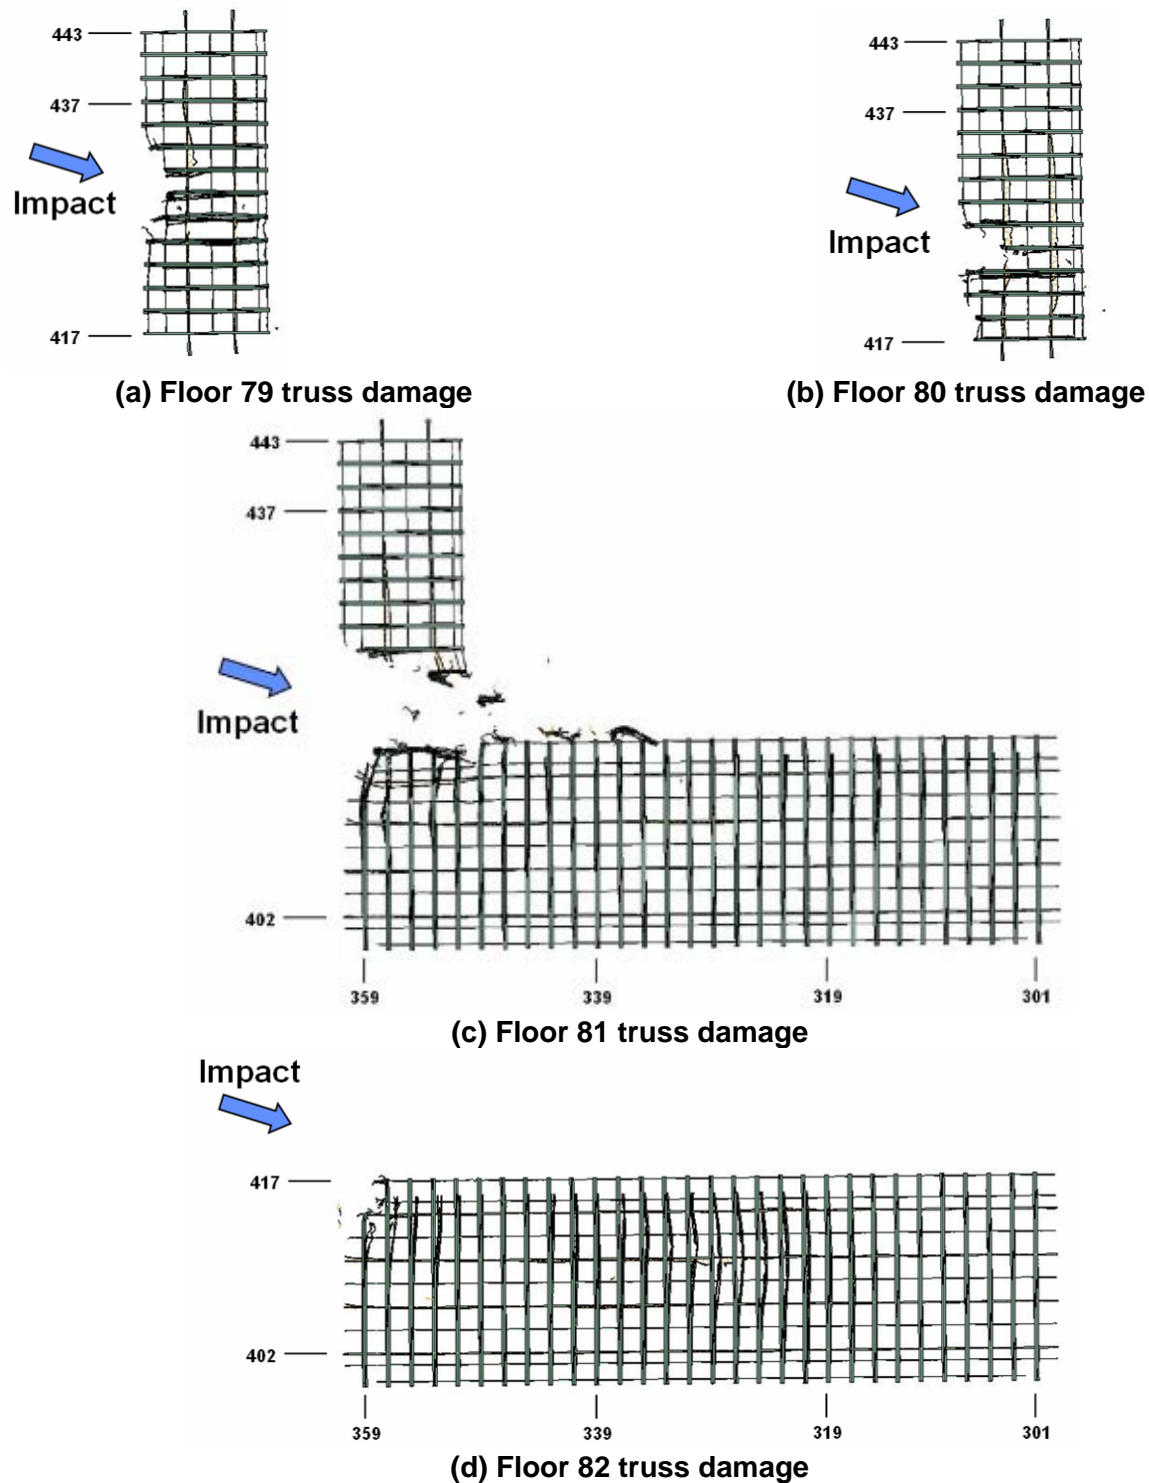 443
437
Impact
417
(a) Floor 79 truss damage
443
437
Impact
417
(b) Floor 80 truss damage
443
437
Impact
402
359 339 319 301
(c) Floor 81 truss damage
Impact
417
402
359 339 319 301
(d) Floor 82 truss damage